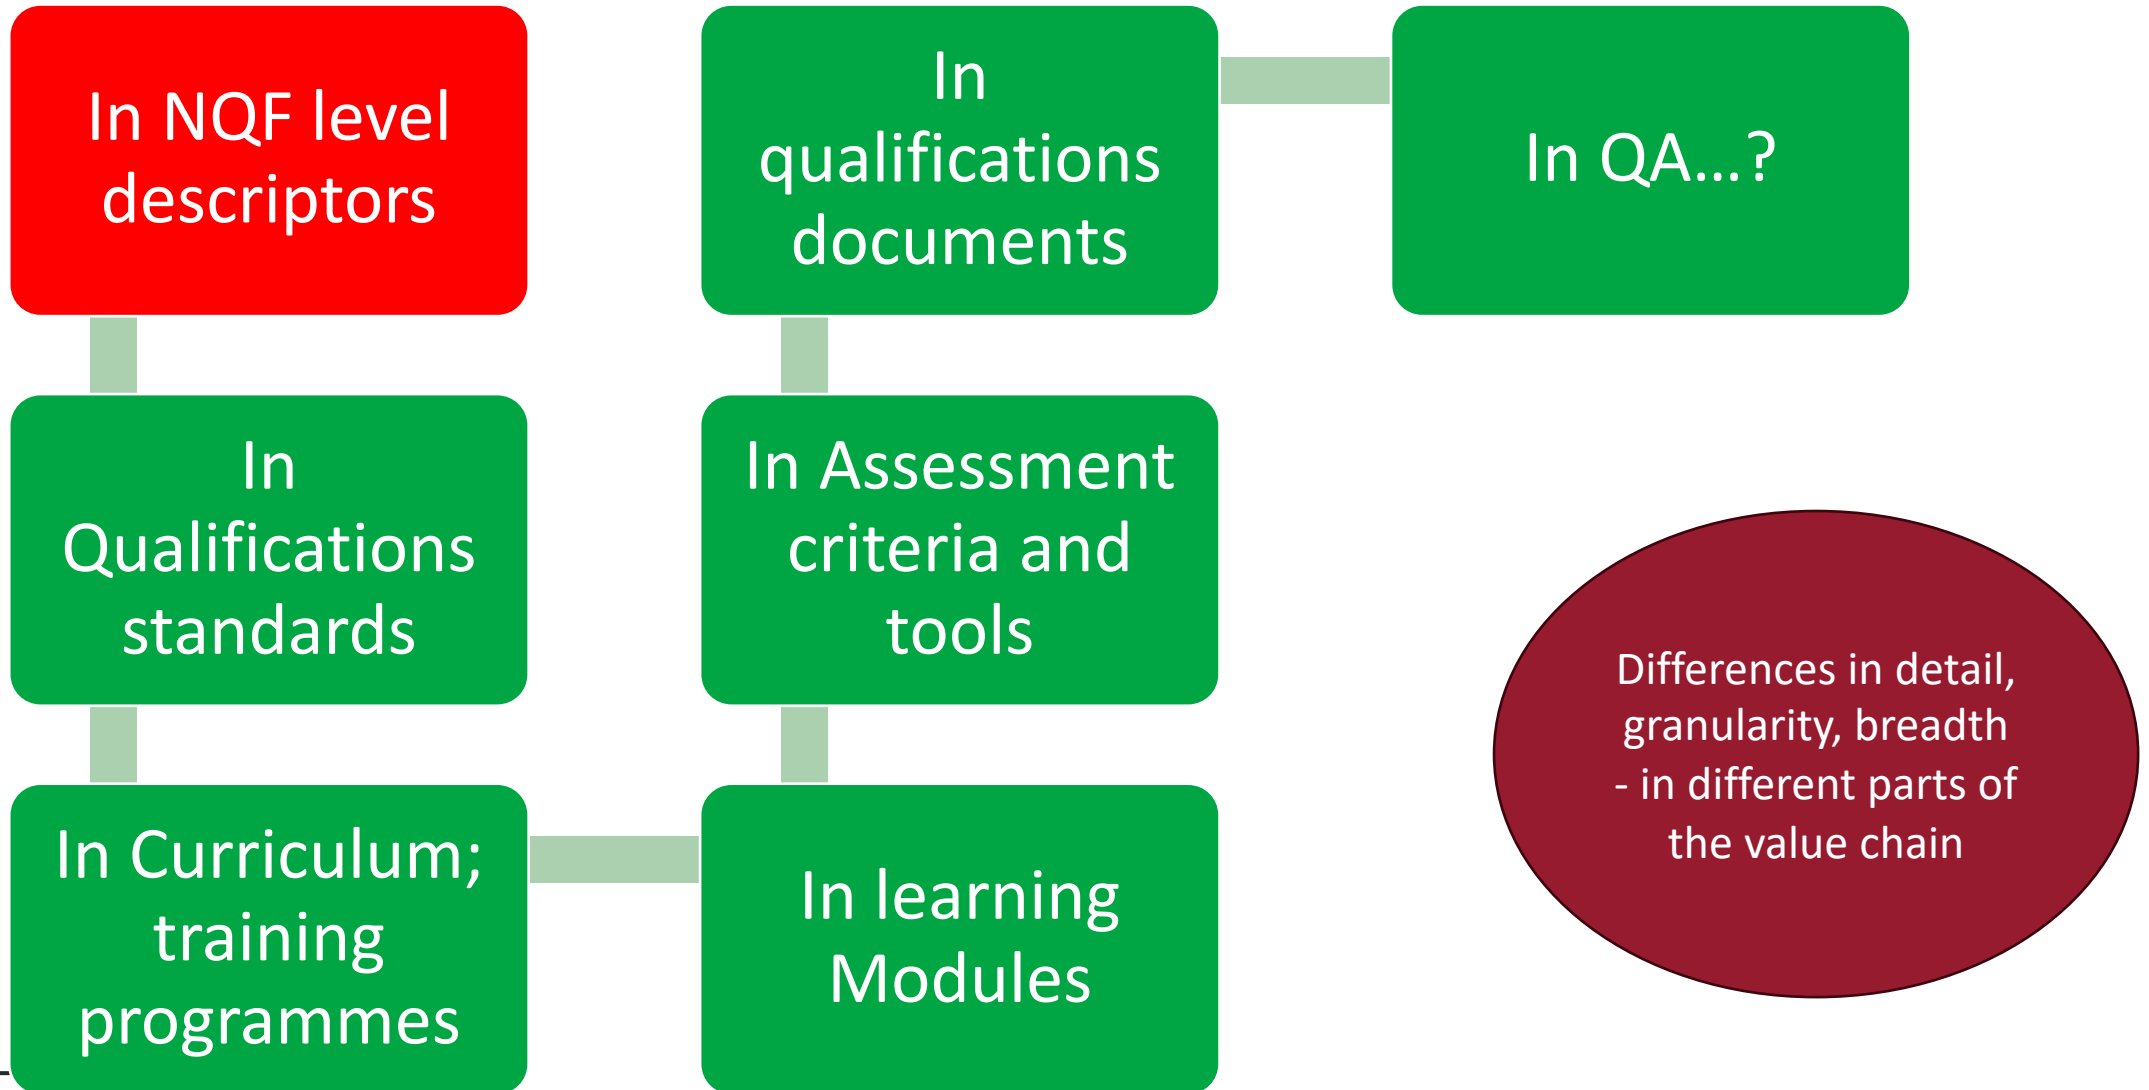 In NQF level
descriptors
In
Qualifications
standards
In Curriculum;
training
programmes
In learning
Modules
In Assessment
criteria and
tools
In
qualifications
documents
In QA...?
Differences in detail,
granularity, breadth
- in different parts of
the value chain